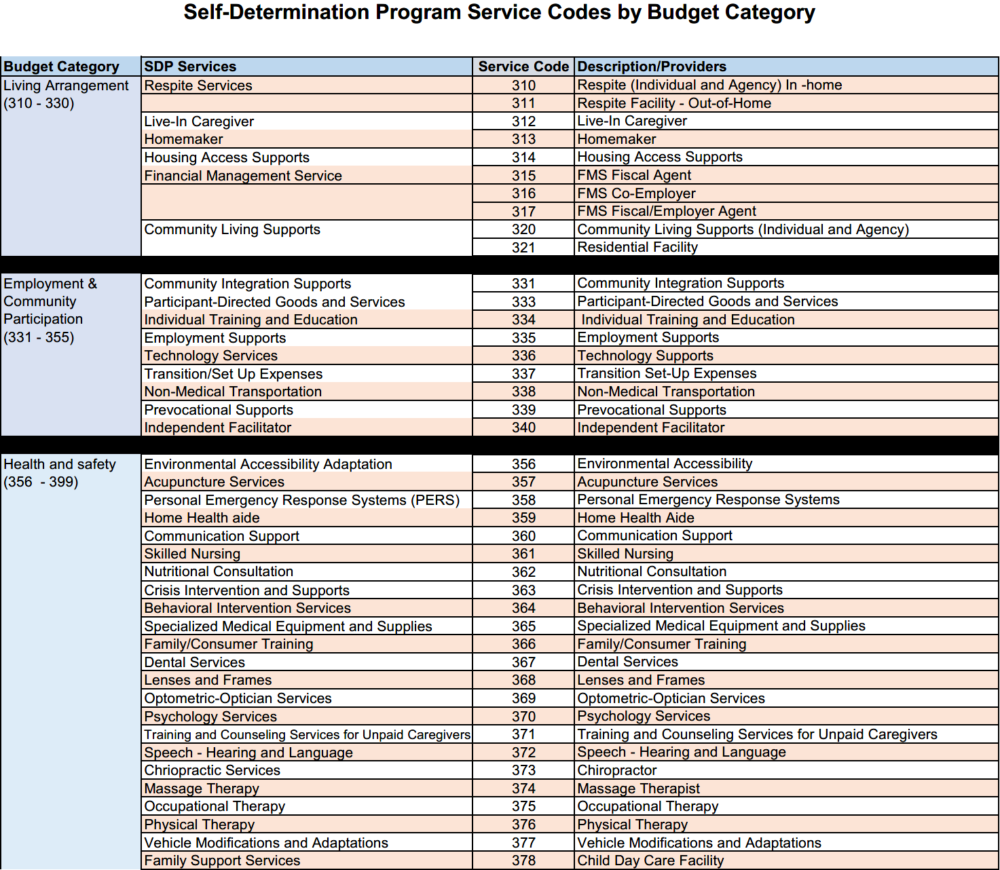 Self-Determination Program Service Codes by Budget Category
Budget Category SDP Services Service Code Description/Providers
Living Arrangement Respite Services 310 Respite (Individual and Agency) In -home
(310 - 330) 311 Respite Facility - Out-of-Home
Live-In Caregiver 312 Live-In Caregiver
Homemaker 313 Homemaker
Housing Access Supports 314 Housing Access Supports
Financial Management Service 315 FMS Fiscal Agent
316 FMS Co-Employer
317 FMS Fiscal/Employer Agent
Community Living Supports 320 Community Living Supports (Individual and Agency)
321 Residential Facility
Employment & Community Integration Supports 331 Community Integration Supports
Community Participant-Directed Goods and Services 333 Participant-Directed Goods and Services
Participation Individual Training and Education 334 Individual Training and Education
(331 - 355) Employment Supports 335 Employment Supports
Technology Services 336 Technology Supports
Transition/Set Up Expenses 337 Transition Set-Up Expenses
Non-Medical Transportation 338 Non-Medical Transportation
Prevocational Supports 339 Prevocational Supports
Independent Facilitator 340 Independent Facilitator
Health and safety Environmental Accessibility Adaptation 356 Environmental Accessibility
(356 - 399) Acupuncture Services 357 Acupuncture Services
Personal Emergency Response Systems (PERS) 358 Personal Emergency Response Systems
Home Health aide 359 Home Health Aide
Communication Support 360 Communication Support
Skilled Nursing 361 Skilled Nursing
Nutritional Consultation 362 Nutritional Consultation
Crisis Intervention and Supports 363 Crisis Intervention and Supports
Behavioral Intervention Services 364 Behavioral Intervention Services
Specialized Medical Equipment and Supplies 365 Specialized Medical Equipment and Supplies
Family/Consumer Training 366 Family/Consumer Training
Dental Services 367 Dental Services
Lenses and Frames 368 Lenses and Frames
Optometric-Optician Services 369 Optometric-Optician Services
Psychology Services 370 Psychology Services
Training and Counseling Services for Unpaid Caregivers 371 Training and Counseling Services for Unpaid Caregivers
Speech - Hearing and Language 372 Speech - Hearing and Language
Chriopractic Services 373 Chiropractor
Massage Therapy 374 Massage Therapist
Occupational Therapy 375 Occupational Therapy
Physical Therapy 376 Physical Therapy
Vehicle Modifications and Adaptations 377 Vehicle Modifications and Adaptations
Family Support Services 378 Child Day Care Facility